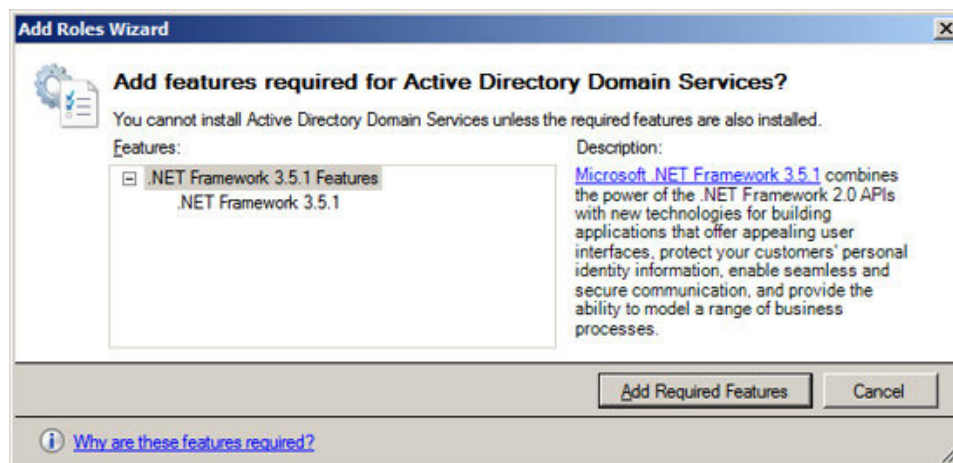 Add Roles Wizard
Add features required for Active Directory Domain Services?
You cannot install Active Directory Domain Services unless the required features are also installed.
Features:
.NET Framework 3.5.1 Features
.NET Framework 3.5.1
Description:
Microsoft .NET Framework 3.5.1 combines
the power of the .NET Framework 2.0 APIs
with new technologies for building
applications that offer appealing user
interfaces, protect your customers' personal
identity information, enable seamless and
secure communication, and provide the
ability to model a range of business
processes.
Add Required Features
Cancel
Why are these features required?